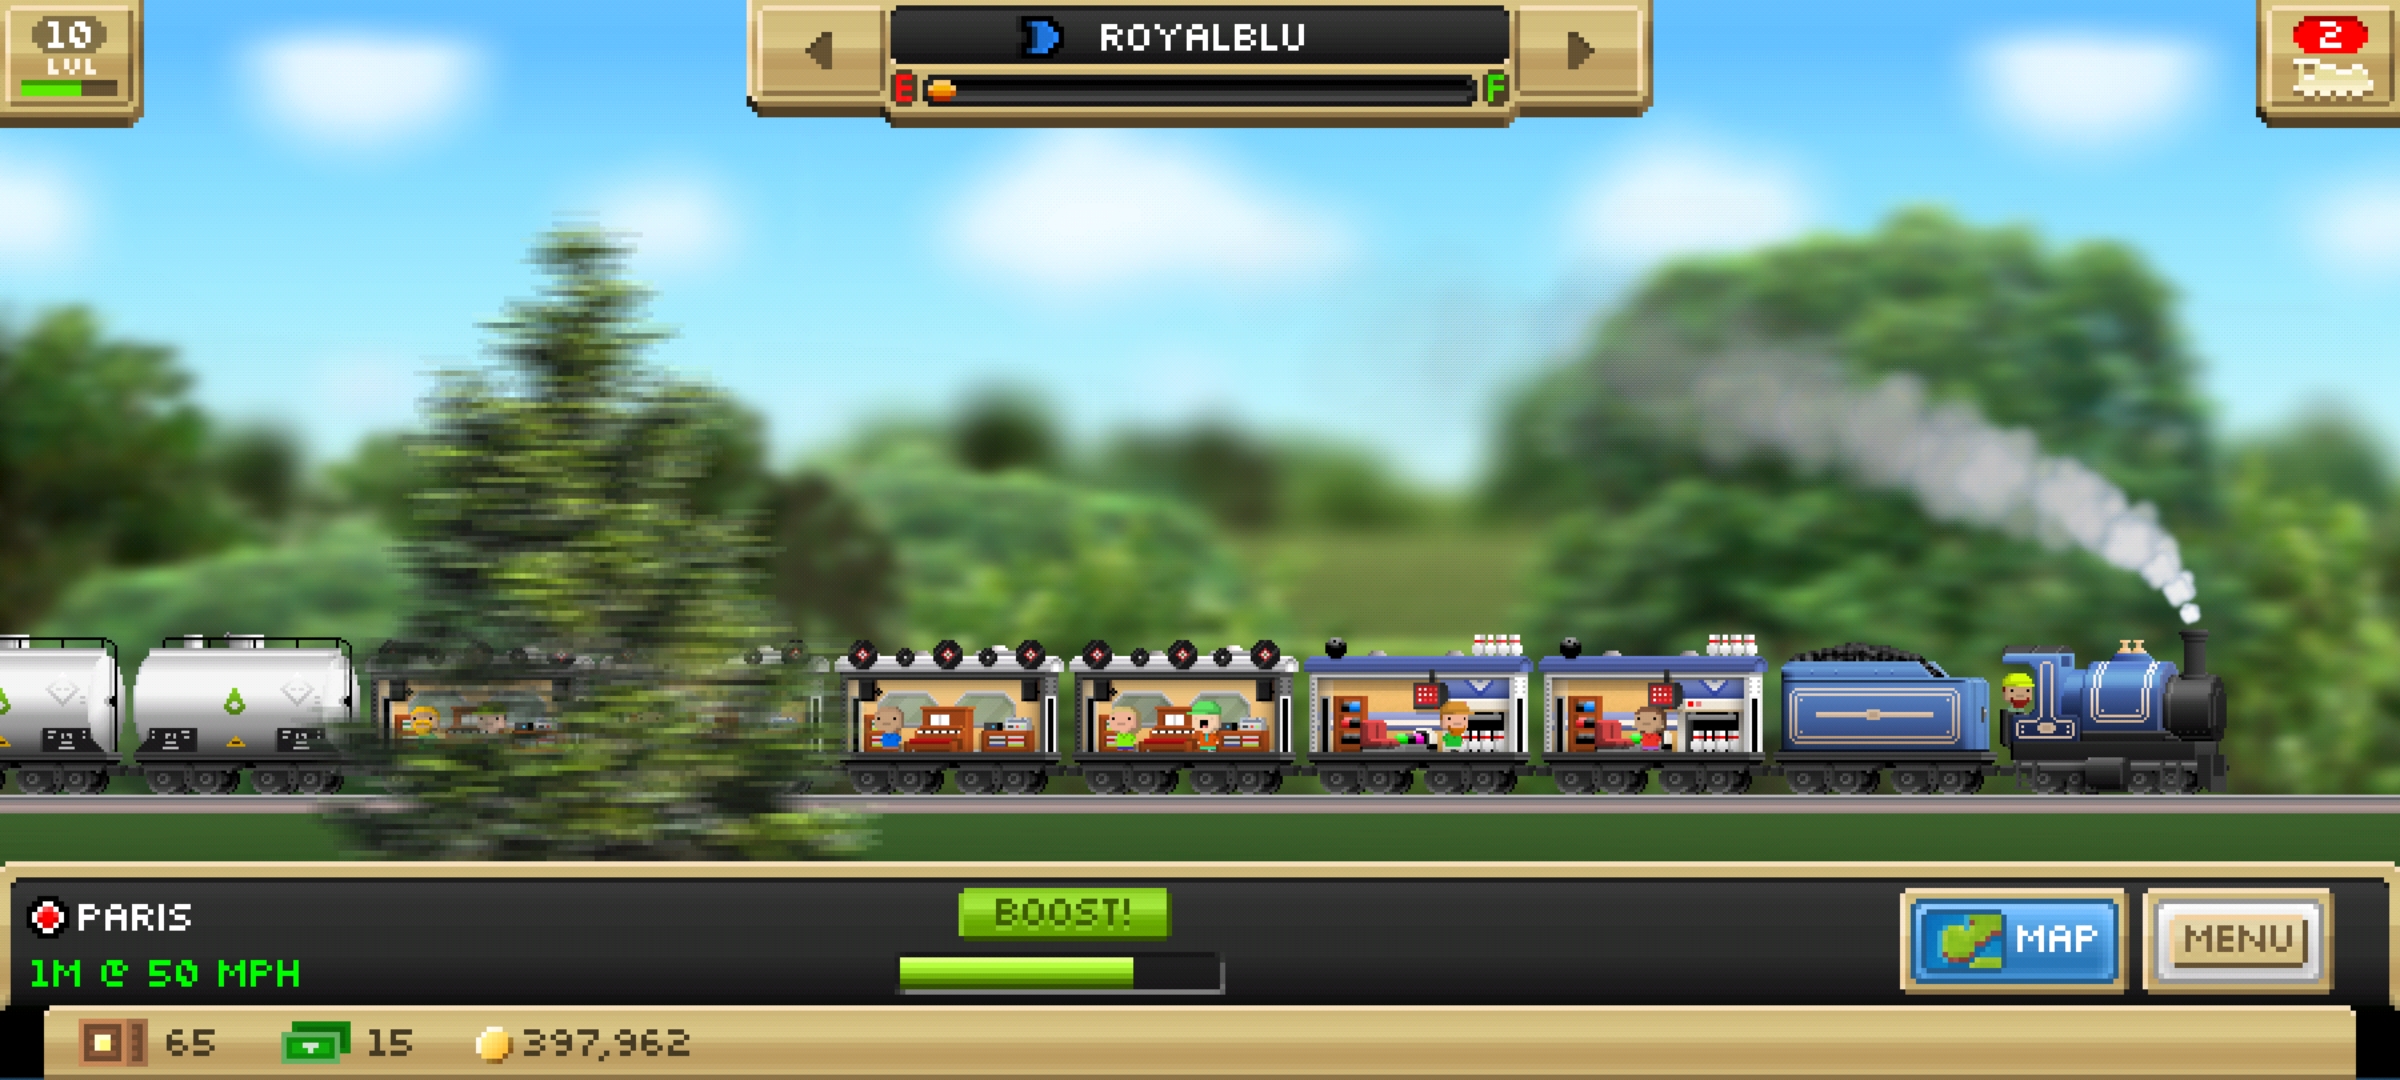 10
LVL
ROYALBLU
E F
2
PARIS
1M @ 50 MPH
BOOST!
MAP
MENU
65
15
397,962